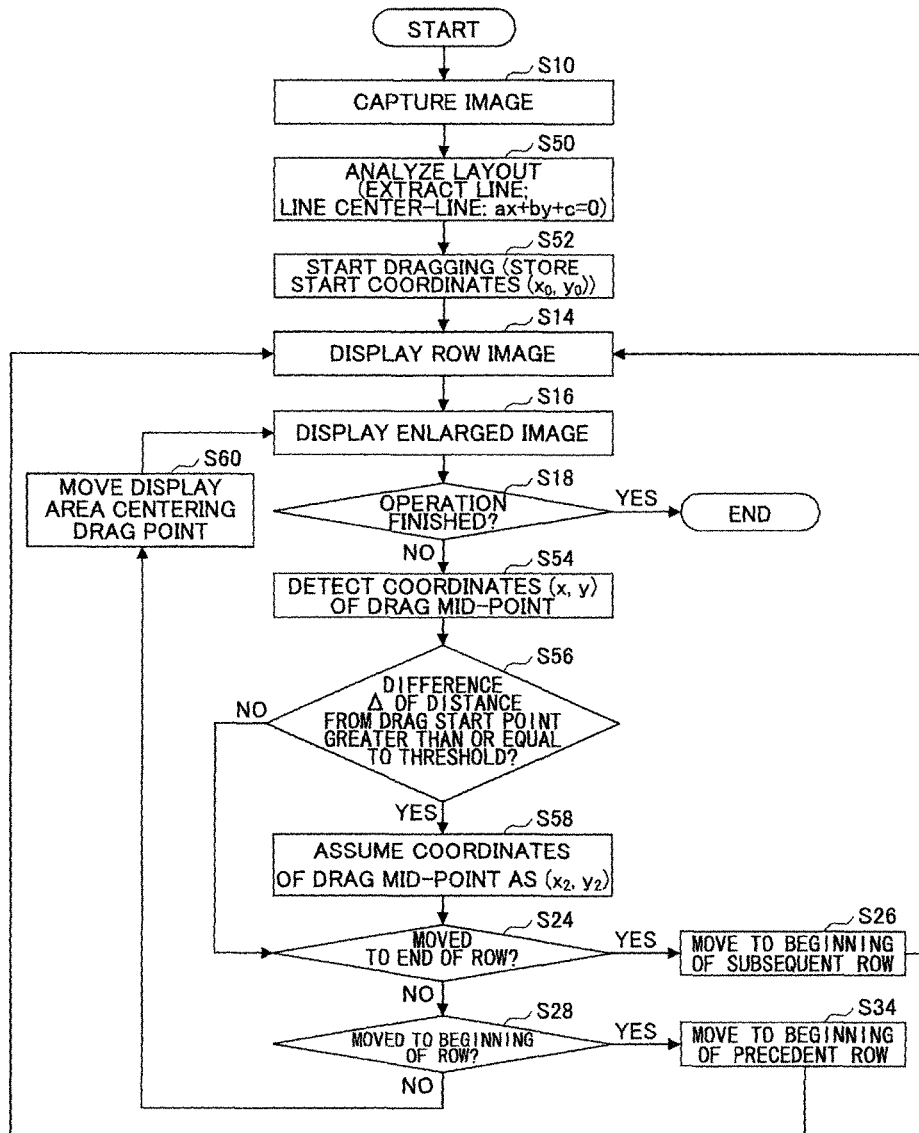 START
S10
CAPTURE IMAGE
S50
ANALYZE LAYOUT
(EXTRACT LINE;
LINE CENTER-LINE: ax+by+c=0)
S52
START DRAGGING (STORE
START COORDINATES (x₀, y₀))
S14
DISPLAY ROW IMAGE
S16
DISPLAY ENLARGED IMAGE
S60
MOVE DISPLAY
AREA CENTERING
DRAG POINT
S18
OPERATION
FINISHED?
YES
END
NO
S54
DETECT COORDINATES (x, y)
OF DRAG MID-POINT
S56
DIFFERENCE
Δ OF DISTANCE
FROM DRAG START POINT
GREATER THAN OR EQUAL
TO THRESHOLD?
NO
YES
S58
ASSUME COORDINATES
OF DRAG MID-POINT AS (x₂, y₂)
S24
MOVED
TO END OF ROW?
YES
S26
MOVE TO BEGINNING
OF SUBSEQUENT ROW
NO
S28
MOVED TO BEGINNING
OF ROW?
YES
S34
MOVE TO BEGINNING
OF PRECEDENT ROW
NO